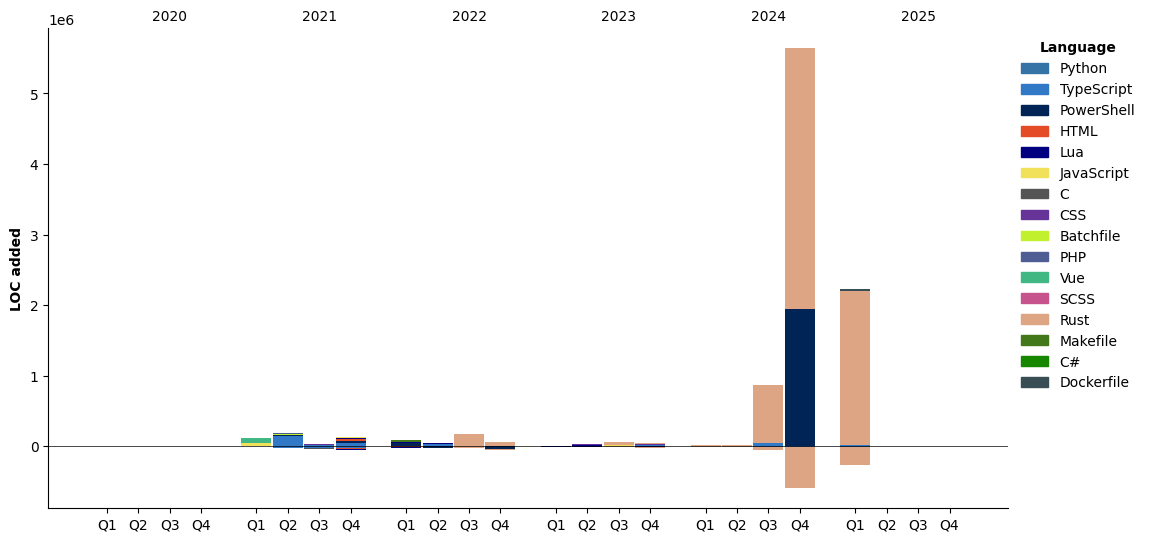 1e6
2020 2021 2022 2023 2024 2025
LOC added
5
4
3
2
1
0
Q1 Q2 Q3 Q4 Q1 Q2 Q3 Q4 Q1 Q2 Q3 Q4 Q1 Q2 Q3 Q4 Q1 Q2 Q3 Q4 Q1 Q2 Q3 Q4
Language
Python
TypeScript
PowerShell
HTML
Lua
JavaScript
C
CSS
Batchfile
PHP
Vue
SCSS
Rust
Makefile
C#
Dockerfile